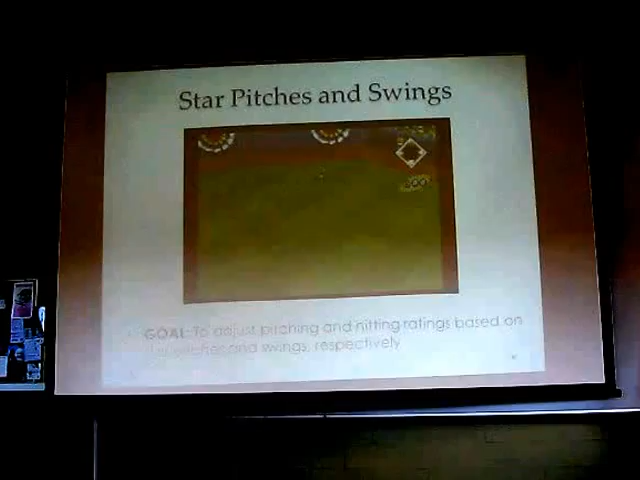 Star Pitches and Swings
GOAL: To adjust pitching and hitting ratings based on
pitches and swings, respectively